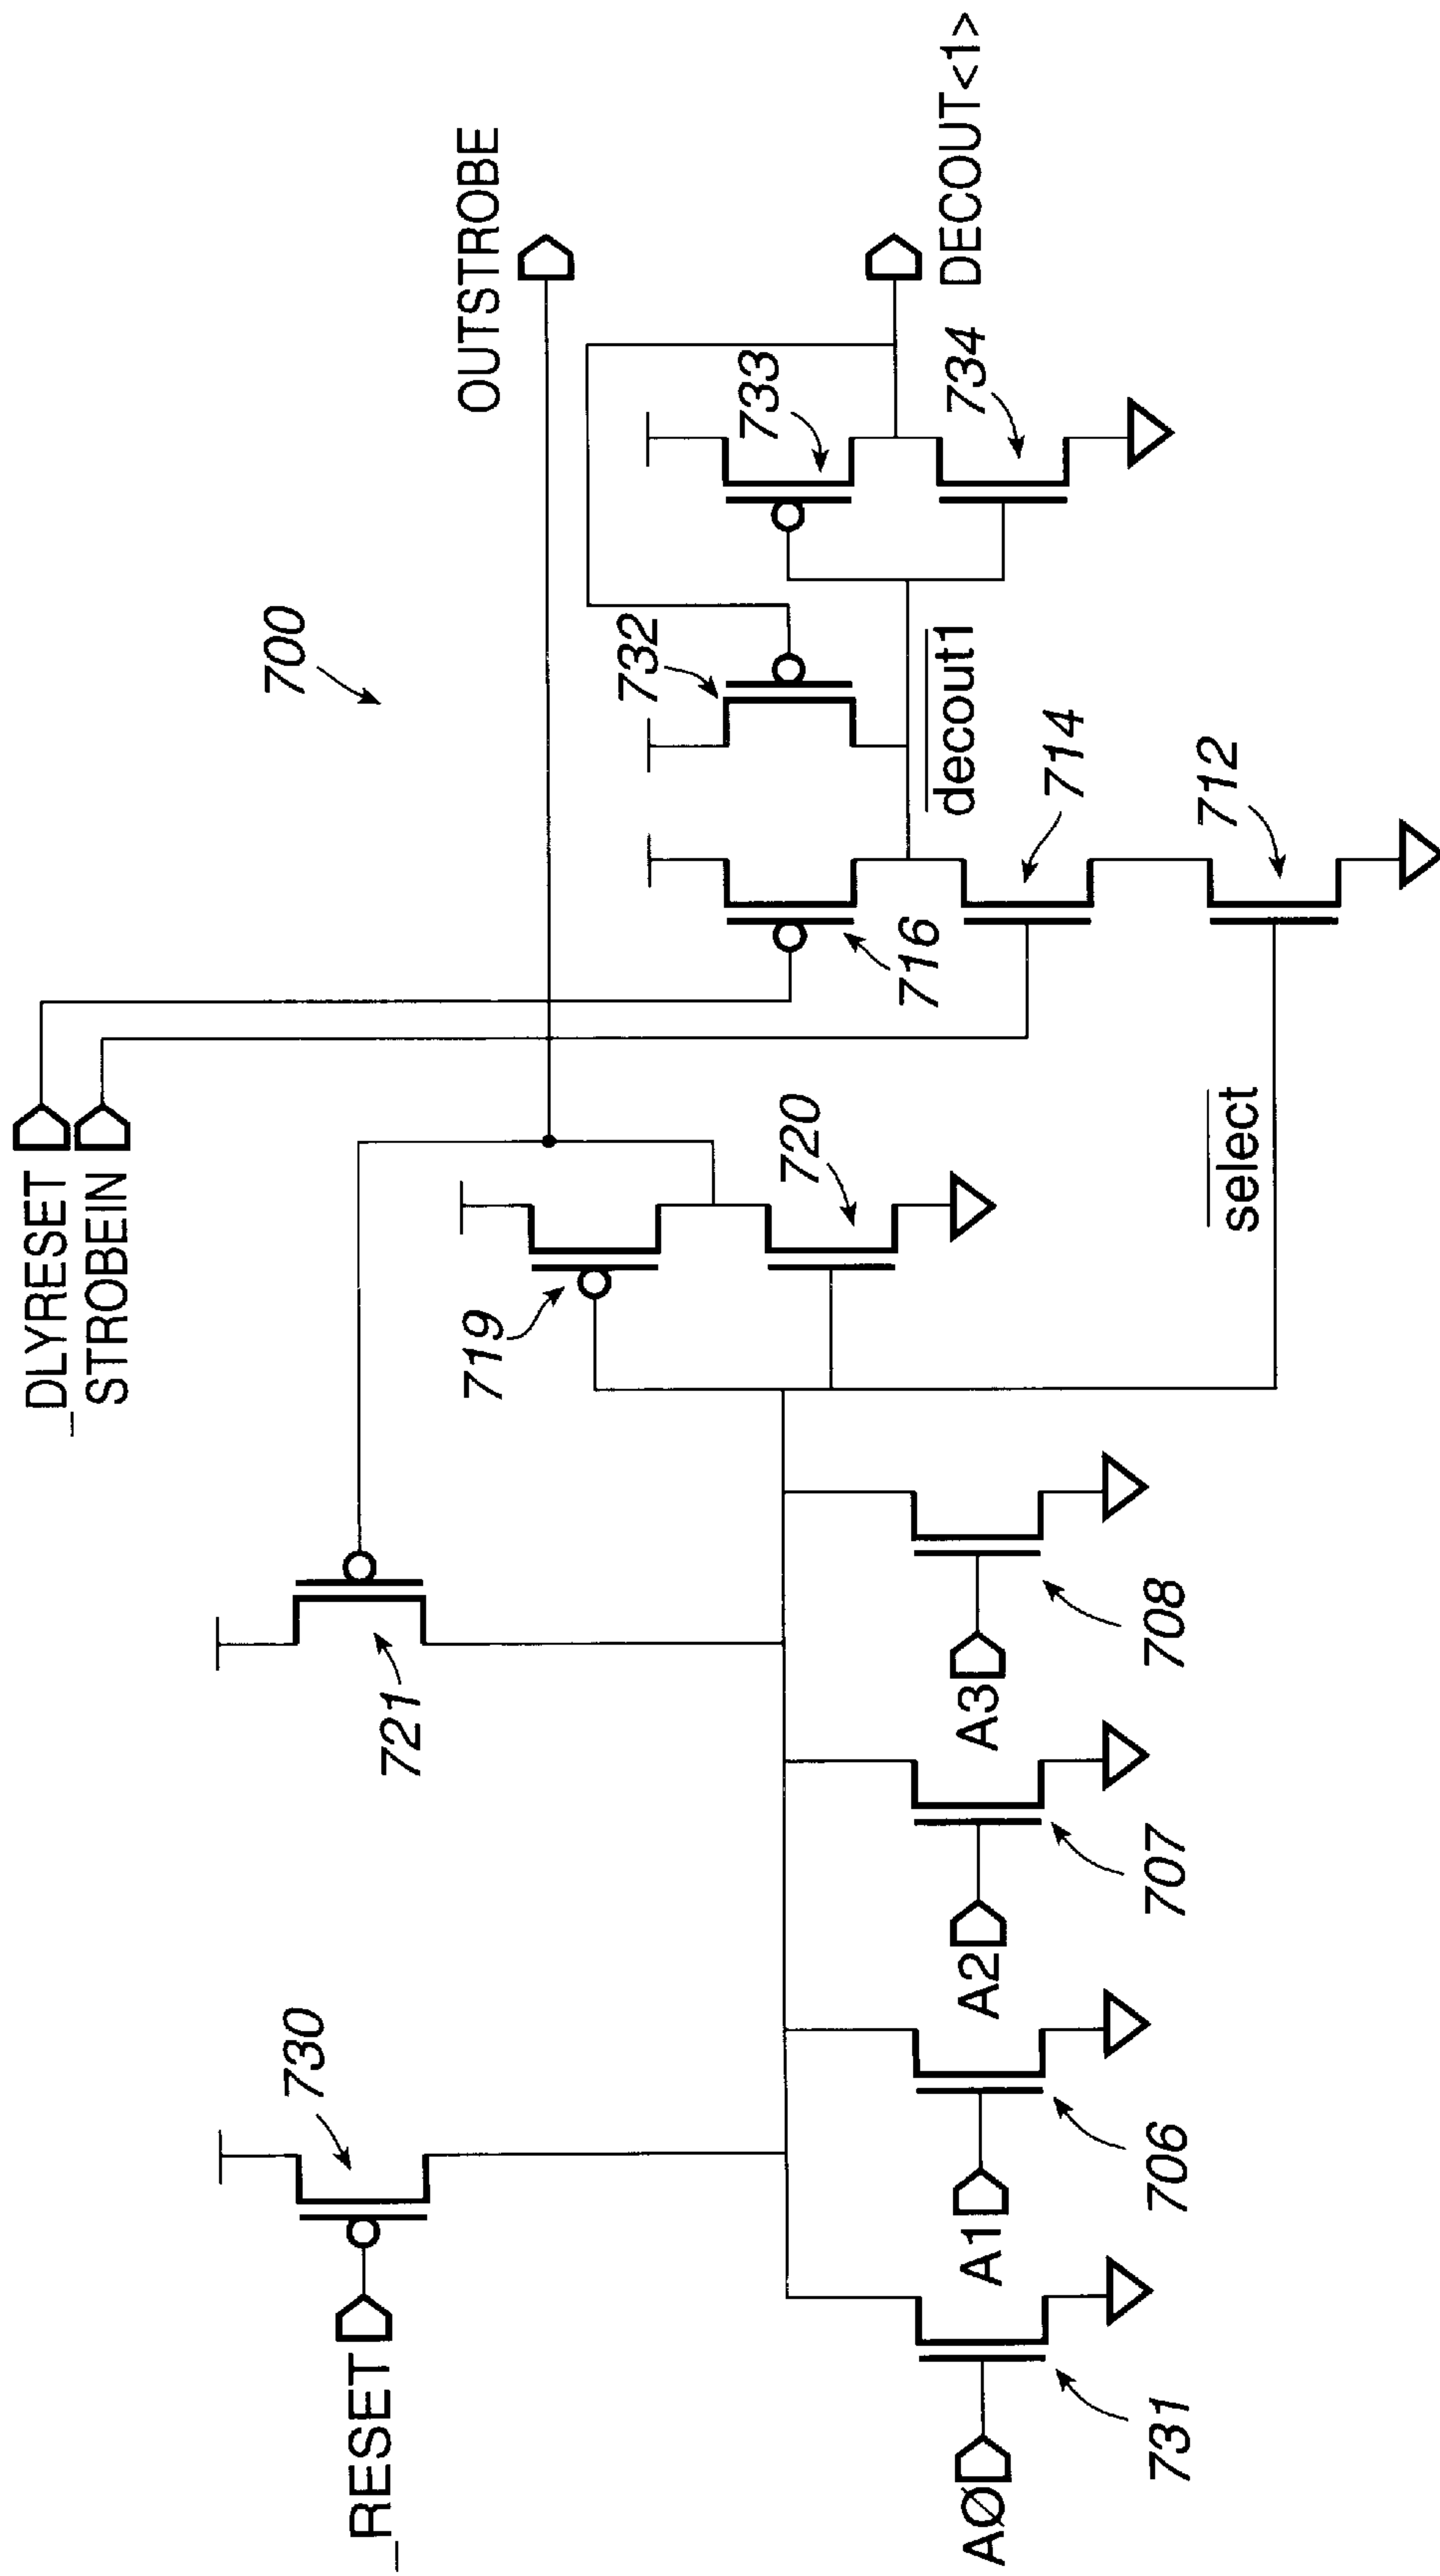 700
_DLYRESET
STROBEIN
OUTSTROBE
DECOUT<1>
_RESET
730
721
719
720
716
732
733
734
decout1
714
712
select
AØ
731
A1
706
A2
707
A3
708